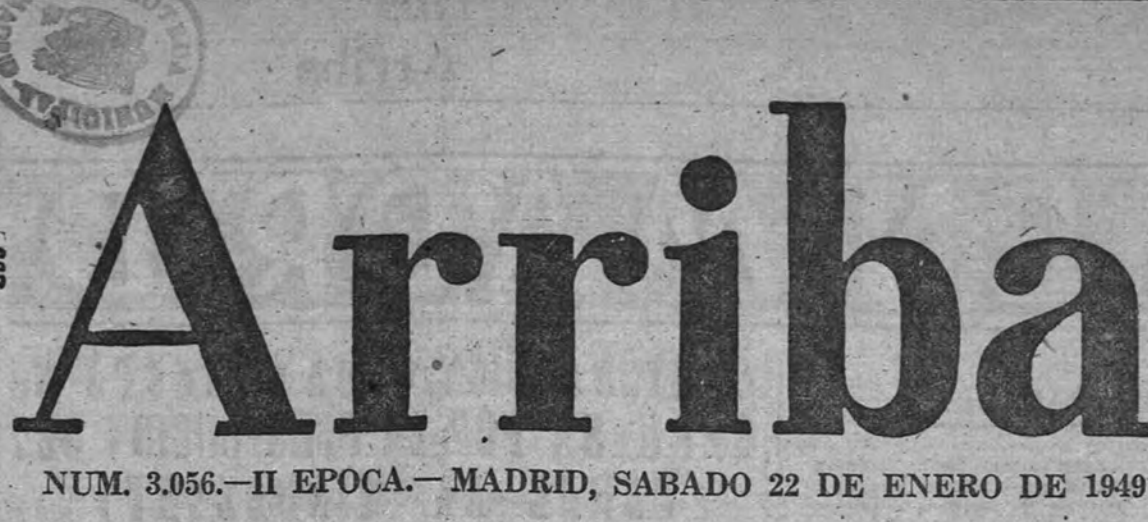 Arriba
NUM. 3.056.—II EPOCA.—MADRID, SABADO 22 DE ENERO DE 1949